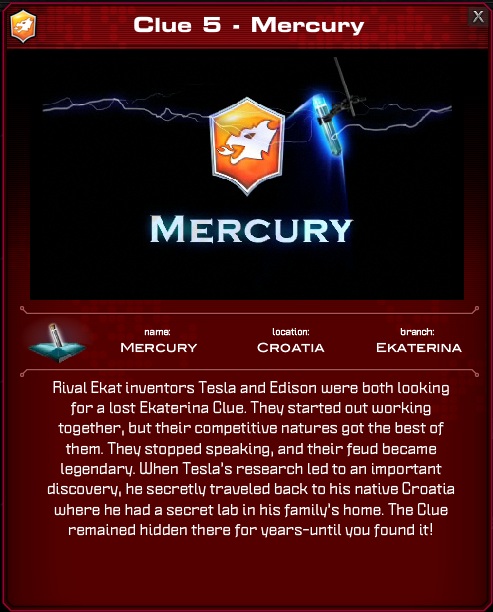 Clue 5 - Mercury
X
MERCURY
name:
MERCURY
location:
CROATIA
branch:
EKATERINA
Rival Ekat inventors Tesla and Edison were both looking
for a lost Ekaterina Clue. They started out working
together, but their competitive natures got the best of
them. They stopped speaking, and their feud became
legendary. When Tesla's research led to an important
discovery, he secretly traveled back to his native Croatia
where he had a secret lab in his family's home. The Clue
remained hidden there for years-until you found it!